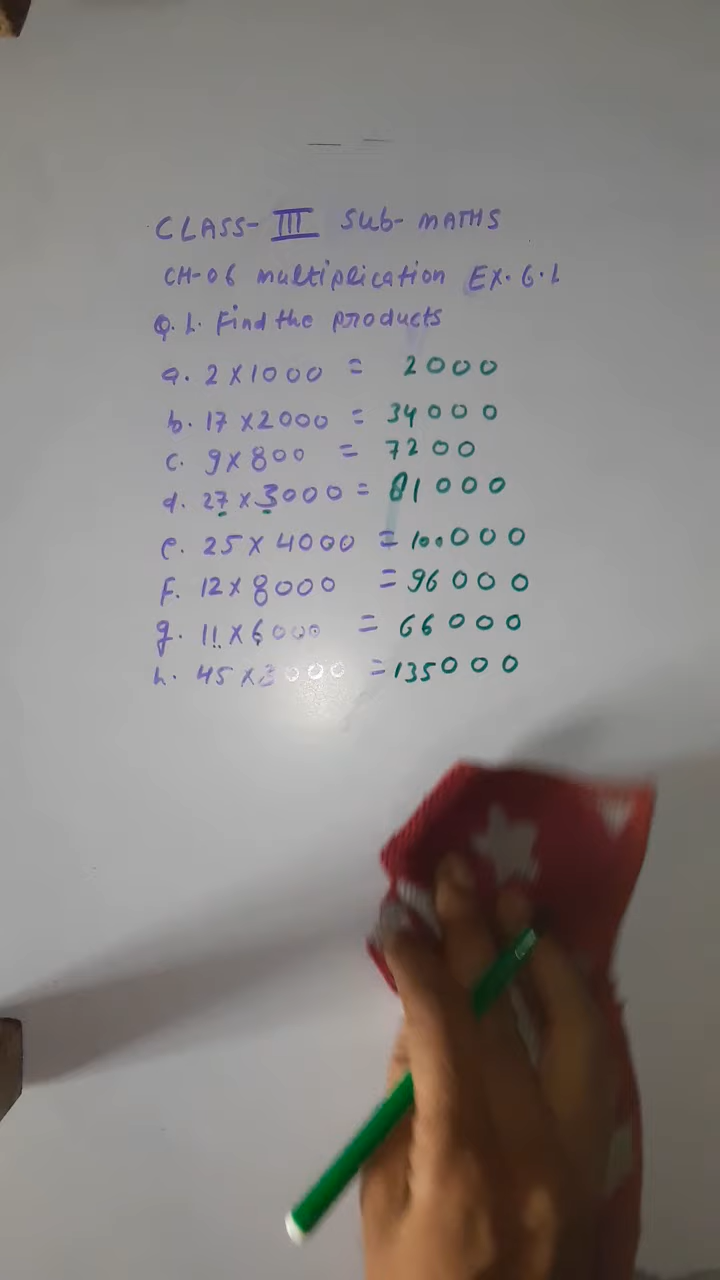 CLASS- III Sub- MATHS
CH-06 multiplication EX. 6.1
Q.1. Find the products
a. 2 X 1000 = 2000
b. 17 X 2000 = 34000
c. 9 X 800 = 7200
d. 27 X 3000 = 81000
e. 25 X 4000 = 100000
F. 12 X 8000 = 96000
g. 11 X 6000 = 66000
h. 45 X 3000 = 135000